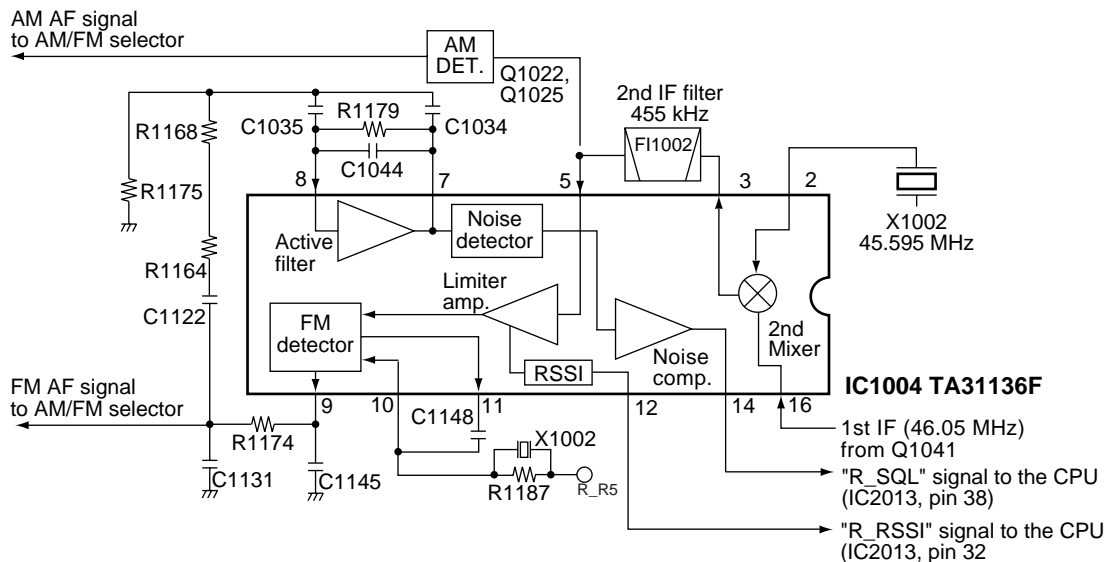 AM AF signal
to AM/FM selector
AM
DET.
Q1022,
Q1025
2nd IF filter
455 kHz
R1168
C1035
R1179
C1034
FI1002
C1044
R1175
8
7
5
3
2
X1002
45.595 MHz
Active
filter
Noise
detector
R1164
Limiter
amp.
C1122
FM
detector
2nd
Mixer
RSSI
Noise
comp.
IC1004 TA31136F
FM AF signal
to AM/FM selector
9
10
11
12
14
16
C1148
R1174
X1002
1st IF (46.05 MHz)
from Q1041
C1131
C1145
R1187
R_R5
"R_SQL" signal to the CPU
(IC2013, pin 38)
"R_RSSI" signal to the CPU
(IC2013, pin 32